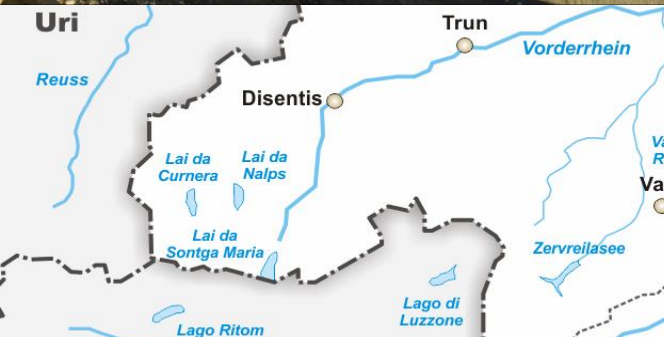 Uri
Trun
Vorderrhein
Reuss
Disentis
Lai da
Curnera
Lai da
Nalps
Lai da
Sontga Maria
Zervreilasee
Lago di
Luzzone
Lago Ritom